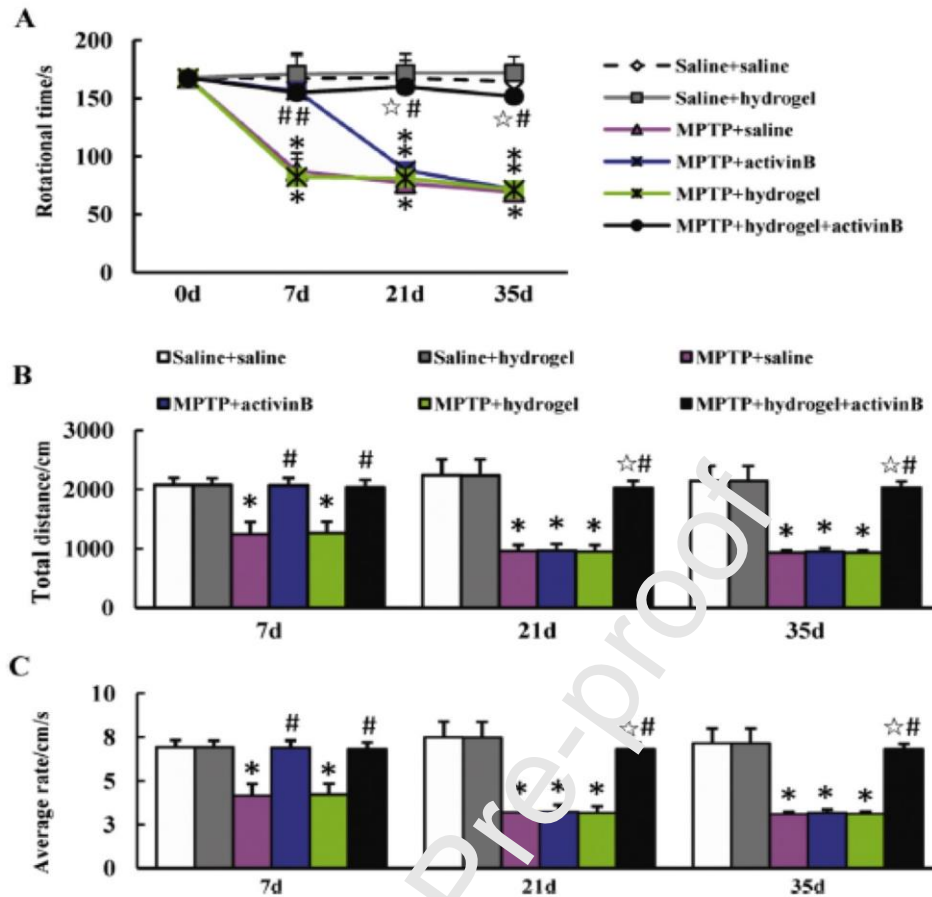 A
200
150
100
50
0
Rotational time/s
##
☆#
☆#
*
*
*
*
*
*
*
*
0d 7d 21d 35d
Saline+saline
Saline+hydrogel
MPTP+saline
MPTP+activinB
MPTP+hydrogel
MPTP+hydrogel+activinB
B
Saline+saline Saline+hydrogel MPTP+saline
MPTP+activinB MPTP+hydrogel MPTP+hydrogel+activinB
3000
2000
1000
0
Total distance/cm
* # * #
* * * ☆#
* * * ☆#
7d 21d 35d
C
10
8
5
3
0
Average rate/cm/s
* # * #
* * * ☆#
* * * ☆#
7d 21d 35d
Pre-proof